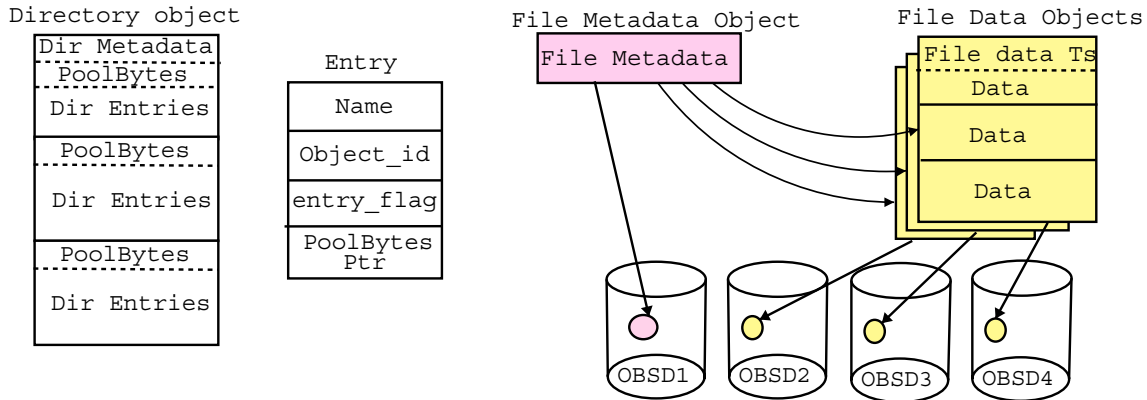 Directory object
Dir Metadata
PoolBytes
Dir Entries
PoolBytes
Dir Entries
PoolBytes
Dir Entries
Entry
Name
Object_id
entry_flag
PoolBytes
Ptr
File Metadata Object
File Metadata
File Data Objects
File data Ts
Data
Data
Data
OBSD1
OBSD2
OBSD3
OBSD4